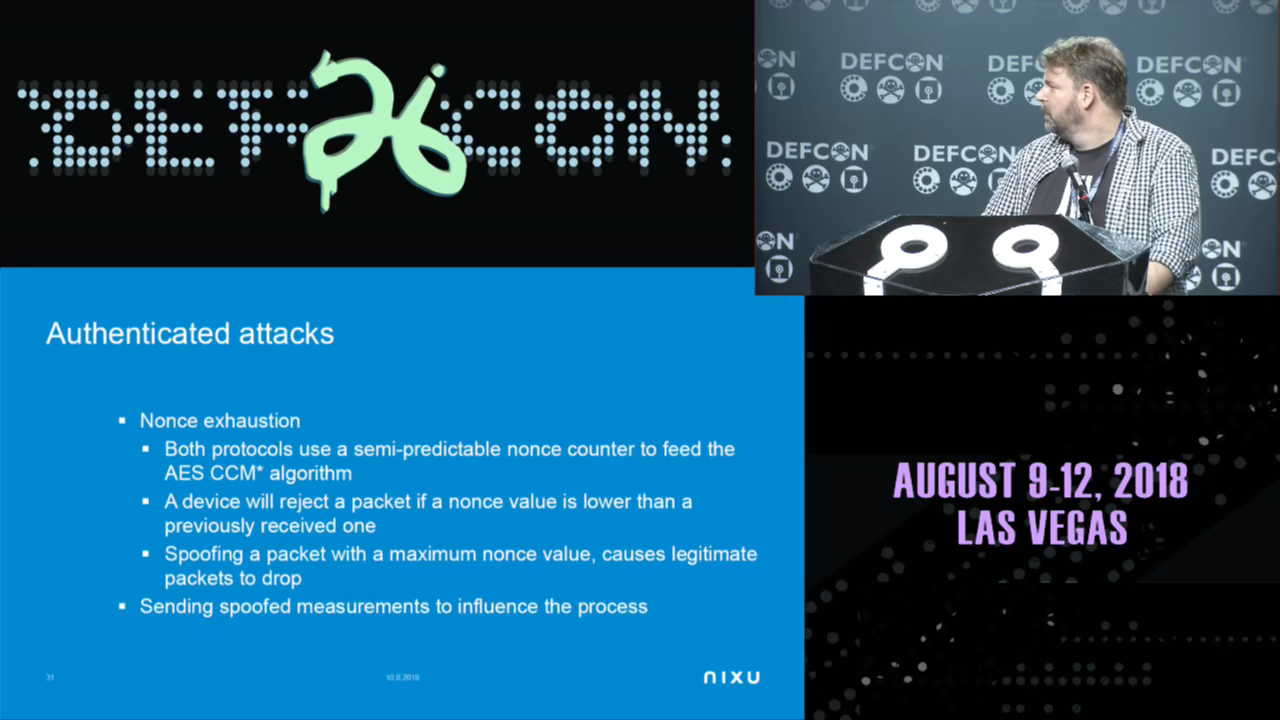 DEF CON
26
DEFCON
DEFCON
DEFCON
DEFCON
DEFCON
Authenticated attacks
▪ Nonce exhaustion
▪ Both protocols use a semi-predictable nonce counter to feed the
AES CCM* algorithm
▪ A device will reject a packet if a nonce value is lower than a
previously received one
▪ Spoofing a packet with a maximum nonce value, causes legitimate
packets to drop
▪ Sending spoofed measurements to influence the process
31
10.8.2018
nixu
AUGUST 9-12, 2018
LAS VEGAS